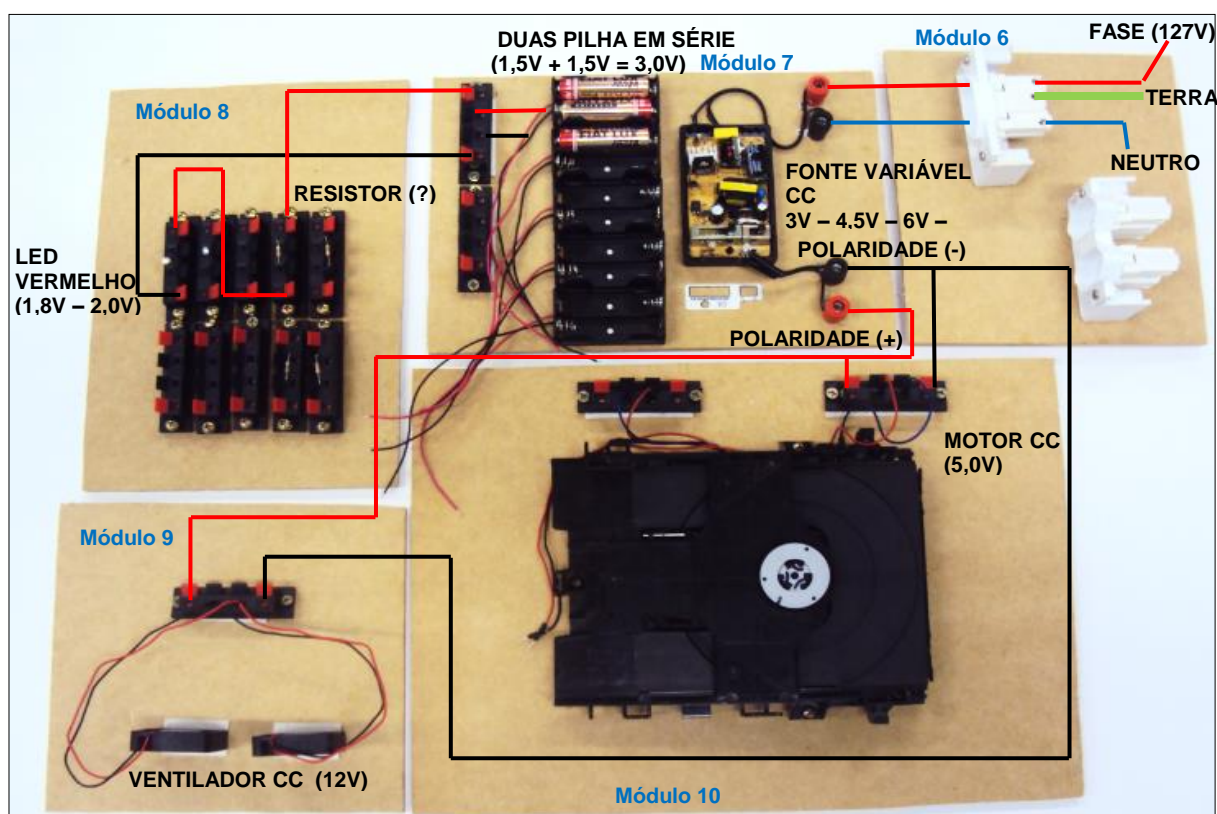 DUAS PILHA EM SÉRIE
(1,5V + 1,5V = 3,0V)
Módulo 7
Módulo 6
FASE (127V)
TERRA
NEUTRO
Módulo 8
RESISTOR (?)
LED
VERMELHO
(1,8V – 2,0V)
FONTE VARIÁVEL
CC
3V – 4,5V – 6V –
POLARIDADE (-)
POLARIDADE (+)
MOTOR CC
(5,0V)
Módulo 9
VENTILADOR CC (12V)
Módulo 10